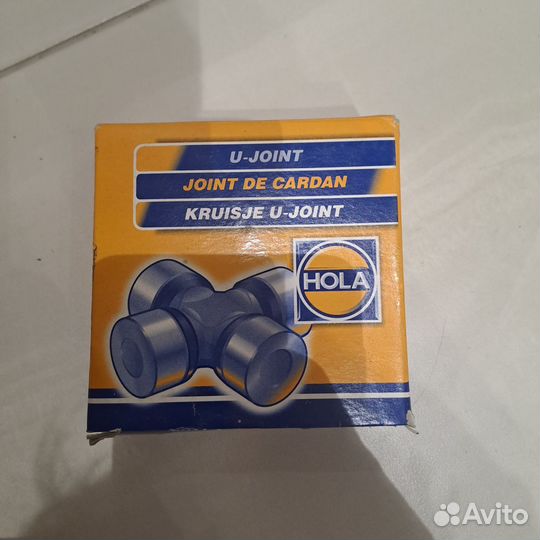 U-JOINT
JOINT DE CARDAN
KRUISJE U-JOINT
HOLA
Avito